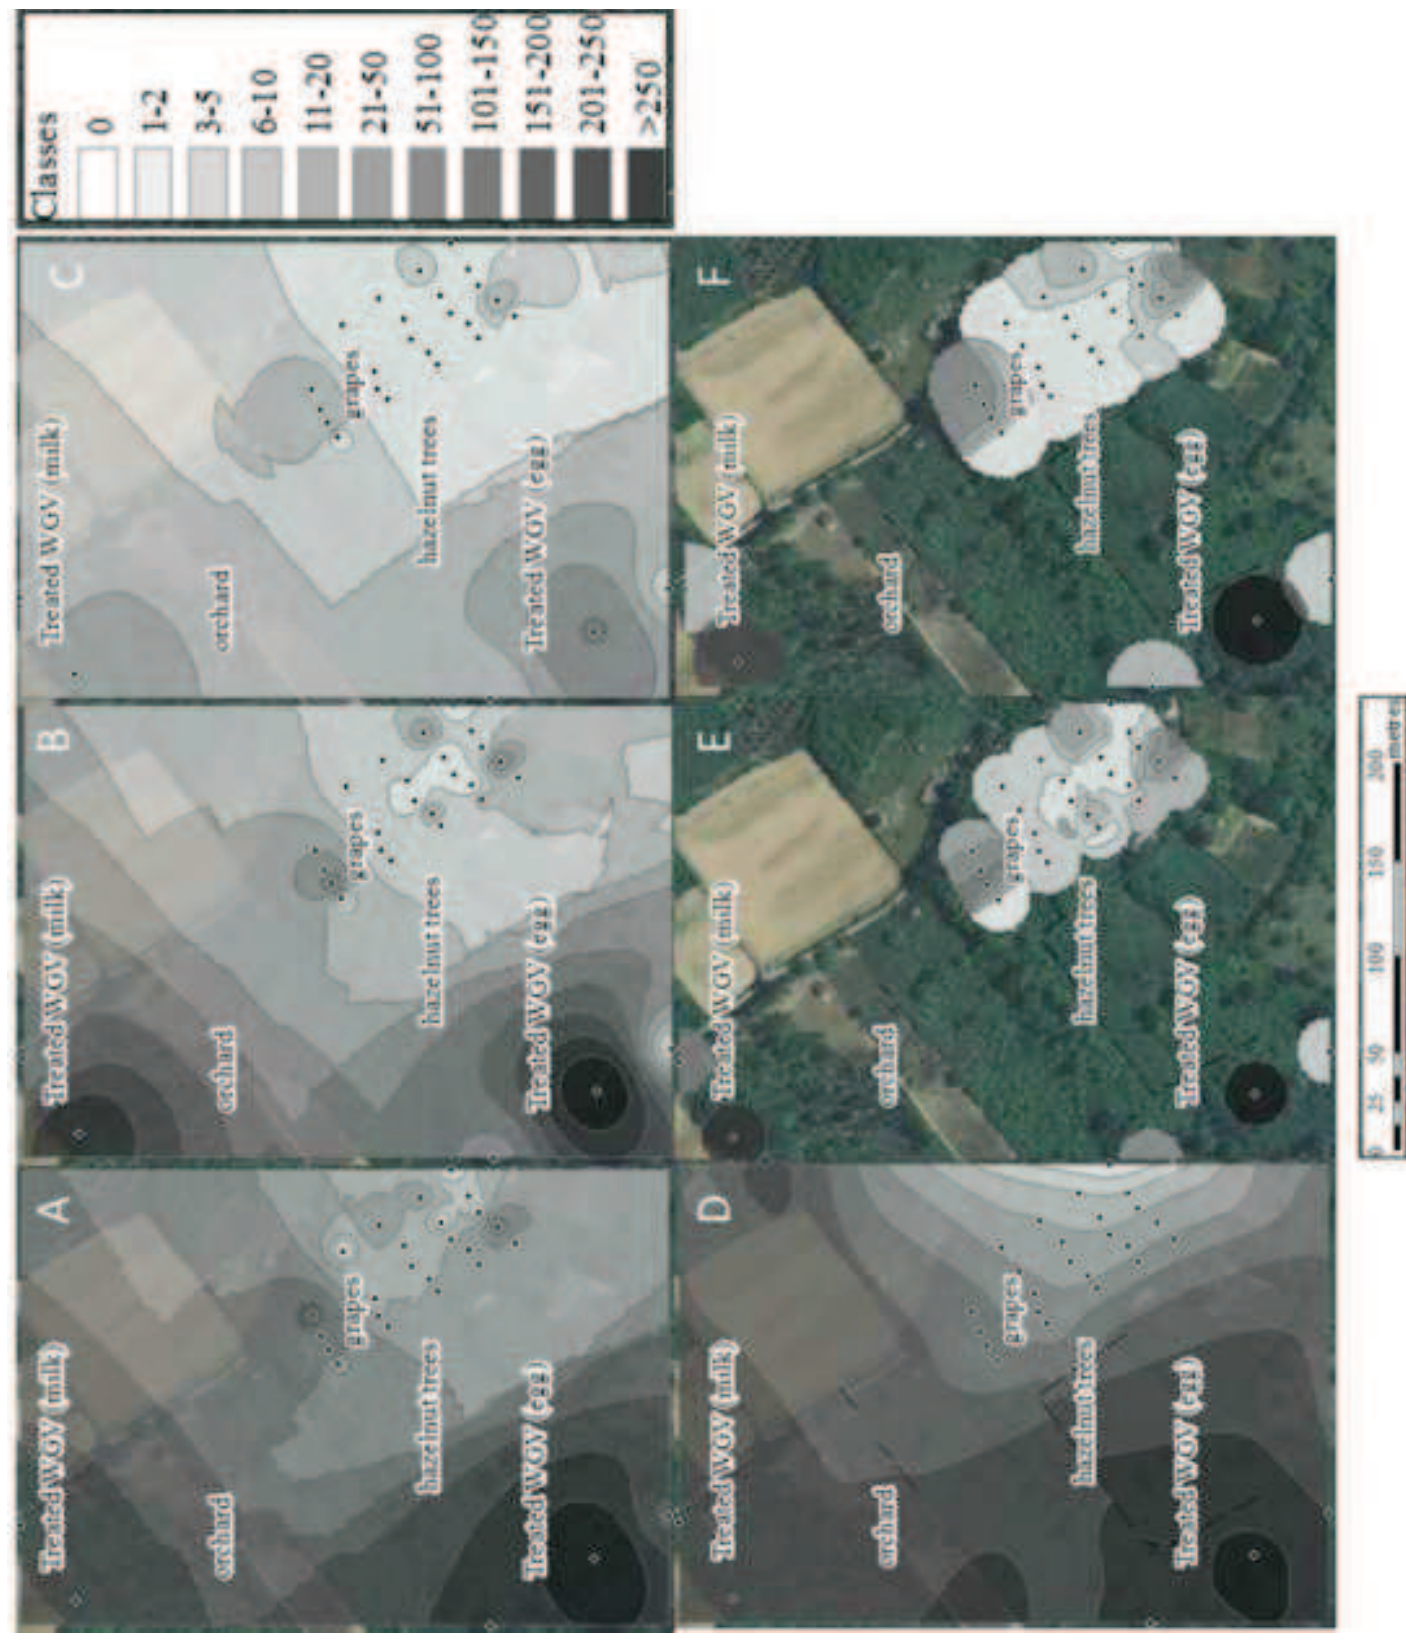 A
Treated WGV (milk)
orchard
grapes
hazelnut trees
Treated WGV (egg)
B
Treated WGV (milk)
orchard
grapes
hazelnut trees
Treated WGV (egg)
C
Treated WGV (milk)
orchard
grapes
hazelnut trees
Treated WGV (egg)
Classes
0
1-2
3-5
6-10
11-20
21-50
51-100
101-150
151-200
201-250
>250
D
Treated WGV (milk)
orchard
grapes
hazelnut trees
Treated WGV (egg)
E
Treated WGV (milk)
orchard
grapes
hazelnut trees
Treated WGV (egg)
F
Treated WGV (milk)
orchard
grapes
hazelnut trees
Treated WGV (egg)
0 25 50 100 150 200
metres